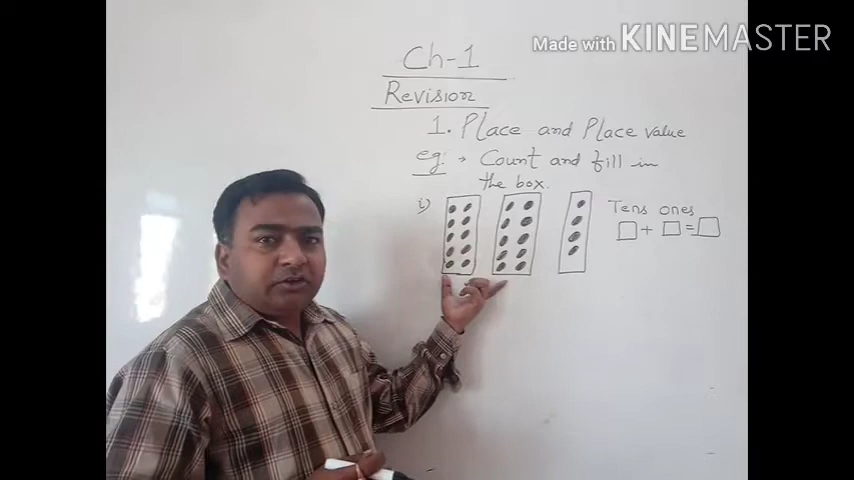 Made with KINEMASTER
Ch-1
Revision
1. Place and Place value
eg: → Count and fill in
the box.
i)
Tens ones
□ + □ = □